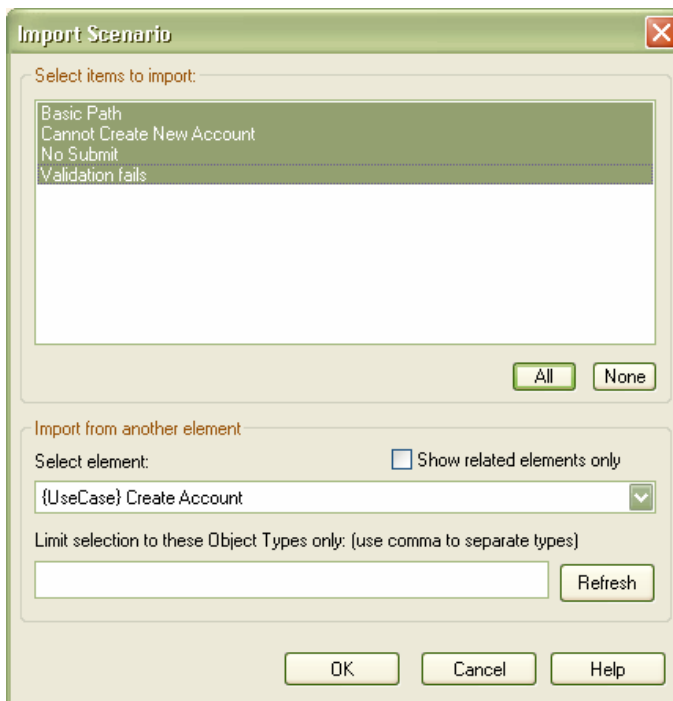 Import Scenario
Select items to import:
Basic Path
Cannot Create New Account
No Submit
Validation fails
All None
Import from another element
Select element: Show related elements only
{UseCase} Create Account
Limit selection to these Object Types only: (use comma to separate types)
Refresh
OK Cancel Help